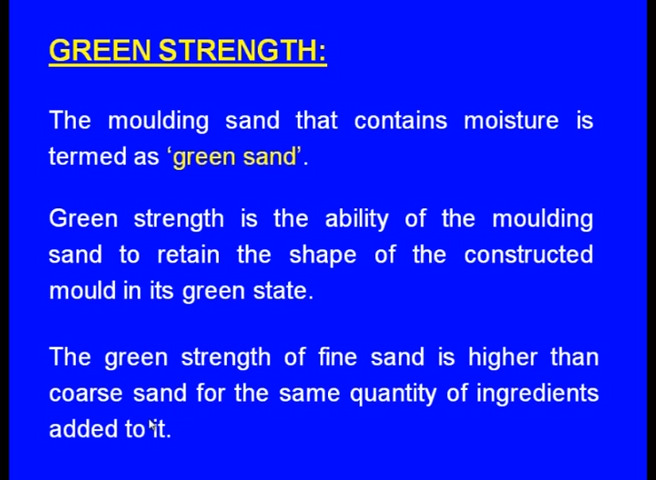 GREEN STRENGTH:
The moulding sand that contains moisture is
termed as ‘green sand’.
Green strength is the ability of the moulding
sand to retain the shape of the constructed
mould in its green state.
The green strength of fine sand is higher than
coarse sand for the same quantity of ingredients
added to it.